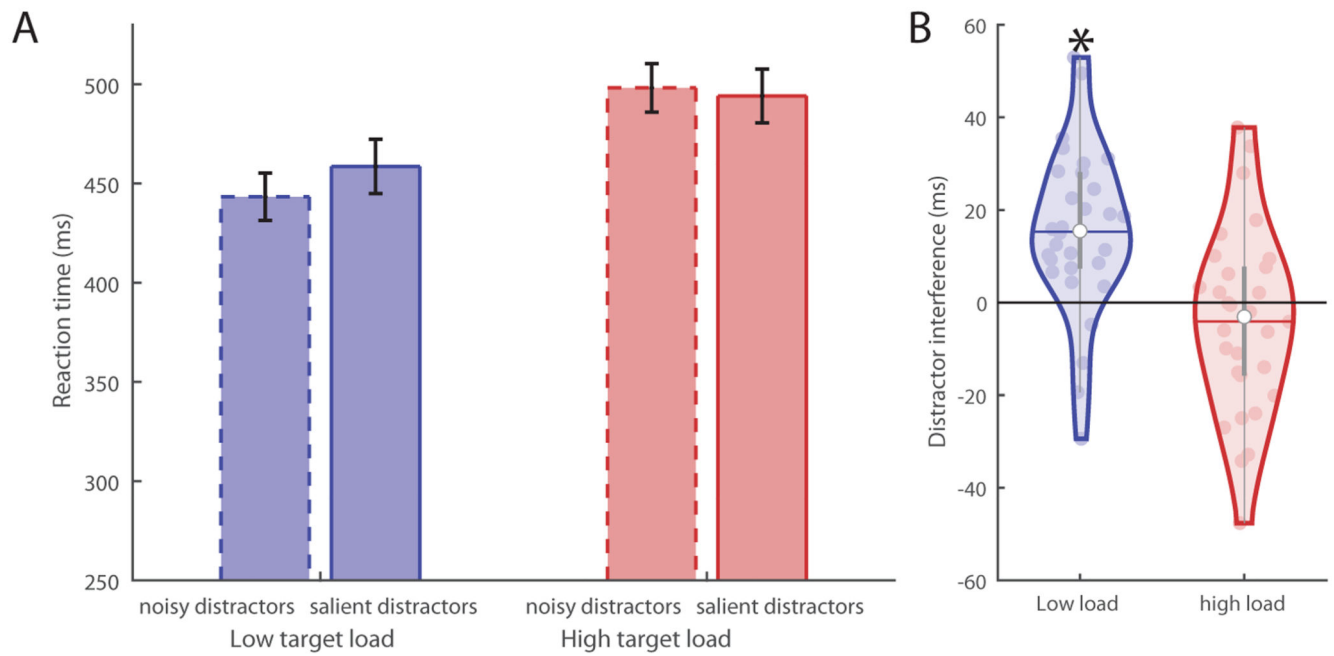 A
Reaction time (ms)
500
450
400
350
300
250
noisy distractors
salient distractors
noisy distractors
salient distractors
Low target load
High target load
B
Distractor interference (ms)
60
40
20
0
-20
-40
-60
*
Low load
high load